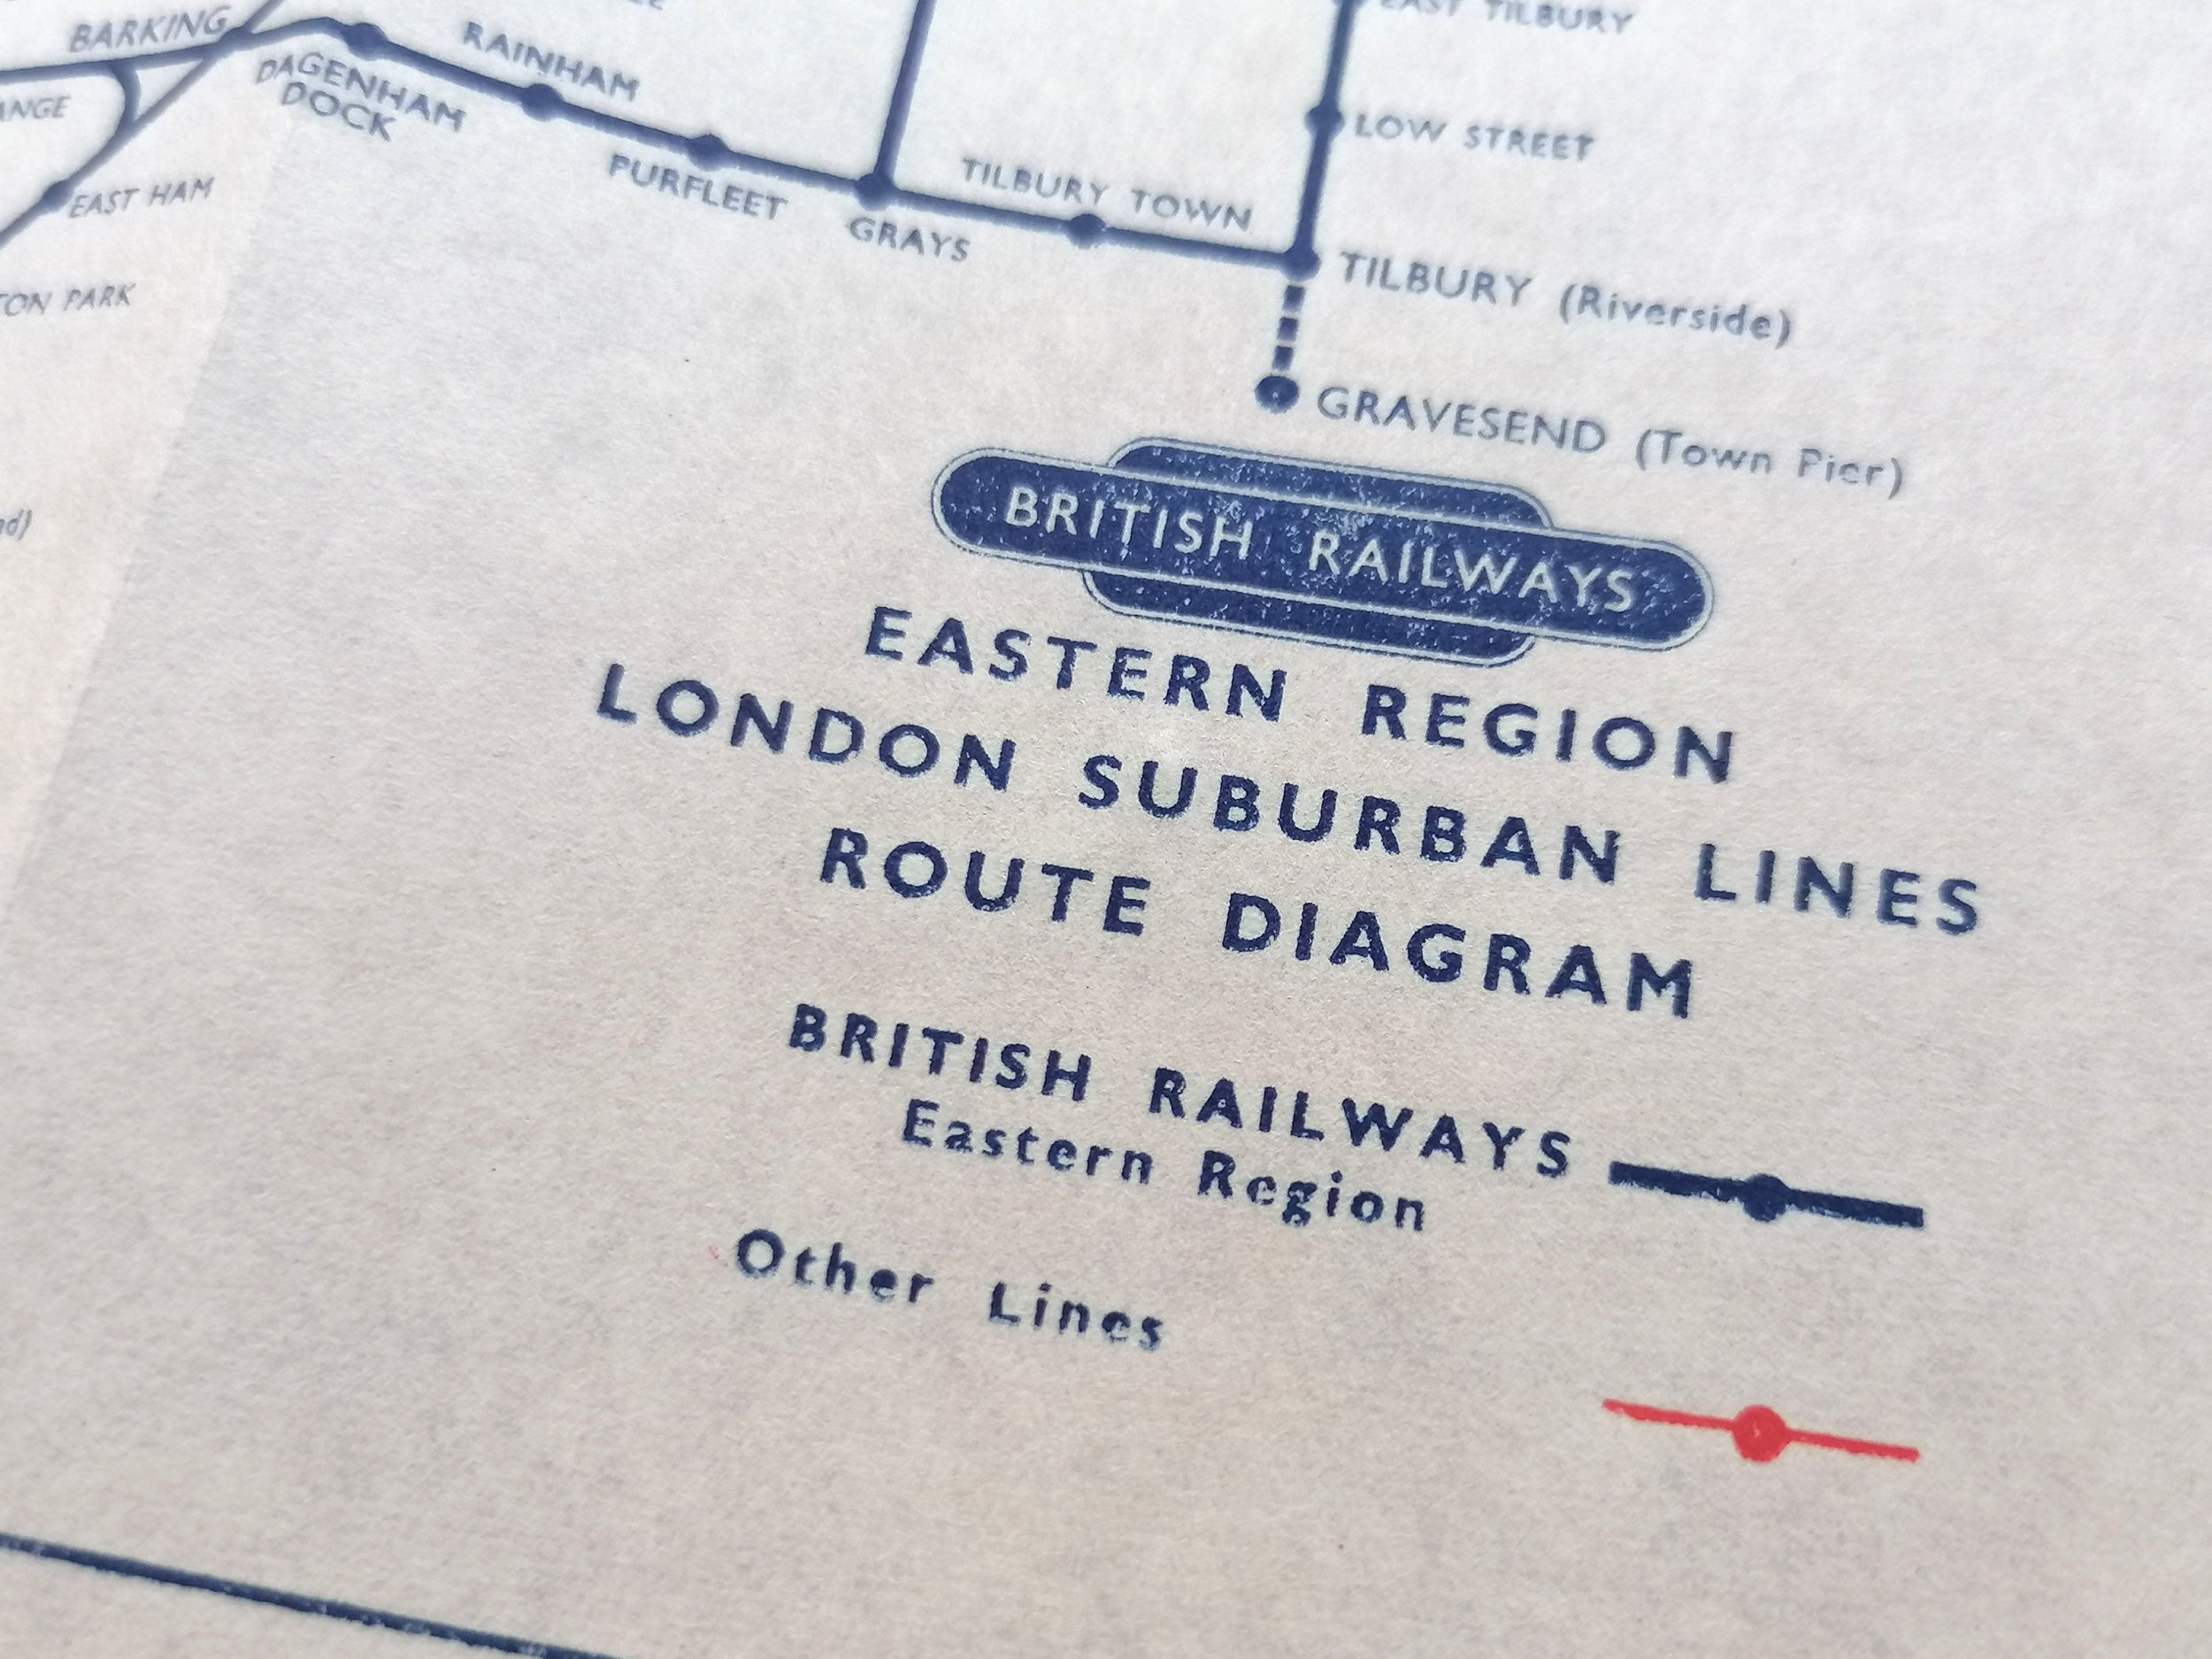 EAST TILBURY
BARKING
RAINHAM
DAGENHAM
DOCK
LOW STREET
PURFLEET
TILBURY TOWN
EAST HAM
GRAYS
TILBURY (Riverside)
PARK
GRAVESEND (Town Pier)
BRITISH RAILWAYS
EASTERN REGION
LONDON SUBURBAN LINES
ROUTE DIAGRAM
BRITISH RAILWAYS
Eastern Region
Other Lines